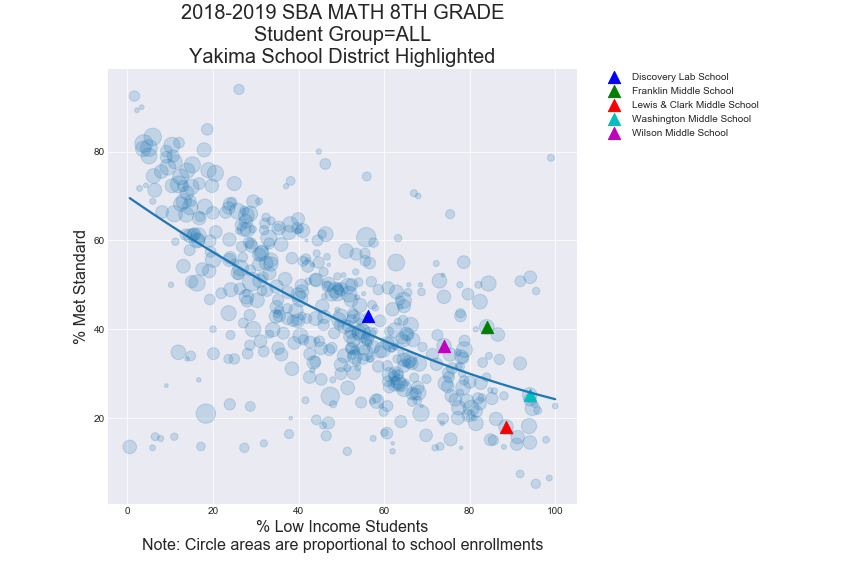 2018-2019 SBA MATH 8TH GRADE
Student Group=ALL
Yakima School District Highlighted
Discovery Lab School
Franklin Middle School
Lewis & Clark Middle School
Washington Middle School
Wilson Middle School
% Met Standard
80
60
40
20
0 20 40 60 80 100
% Low Income Students
Note: Circle areas are proportional to school enrollments